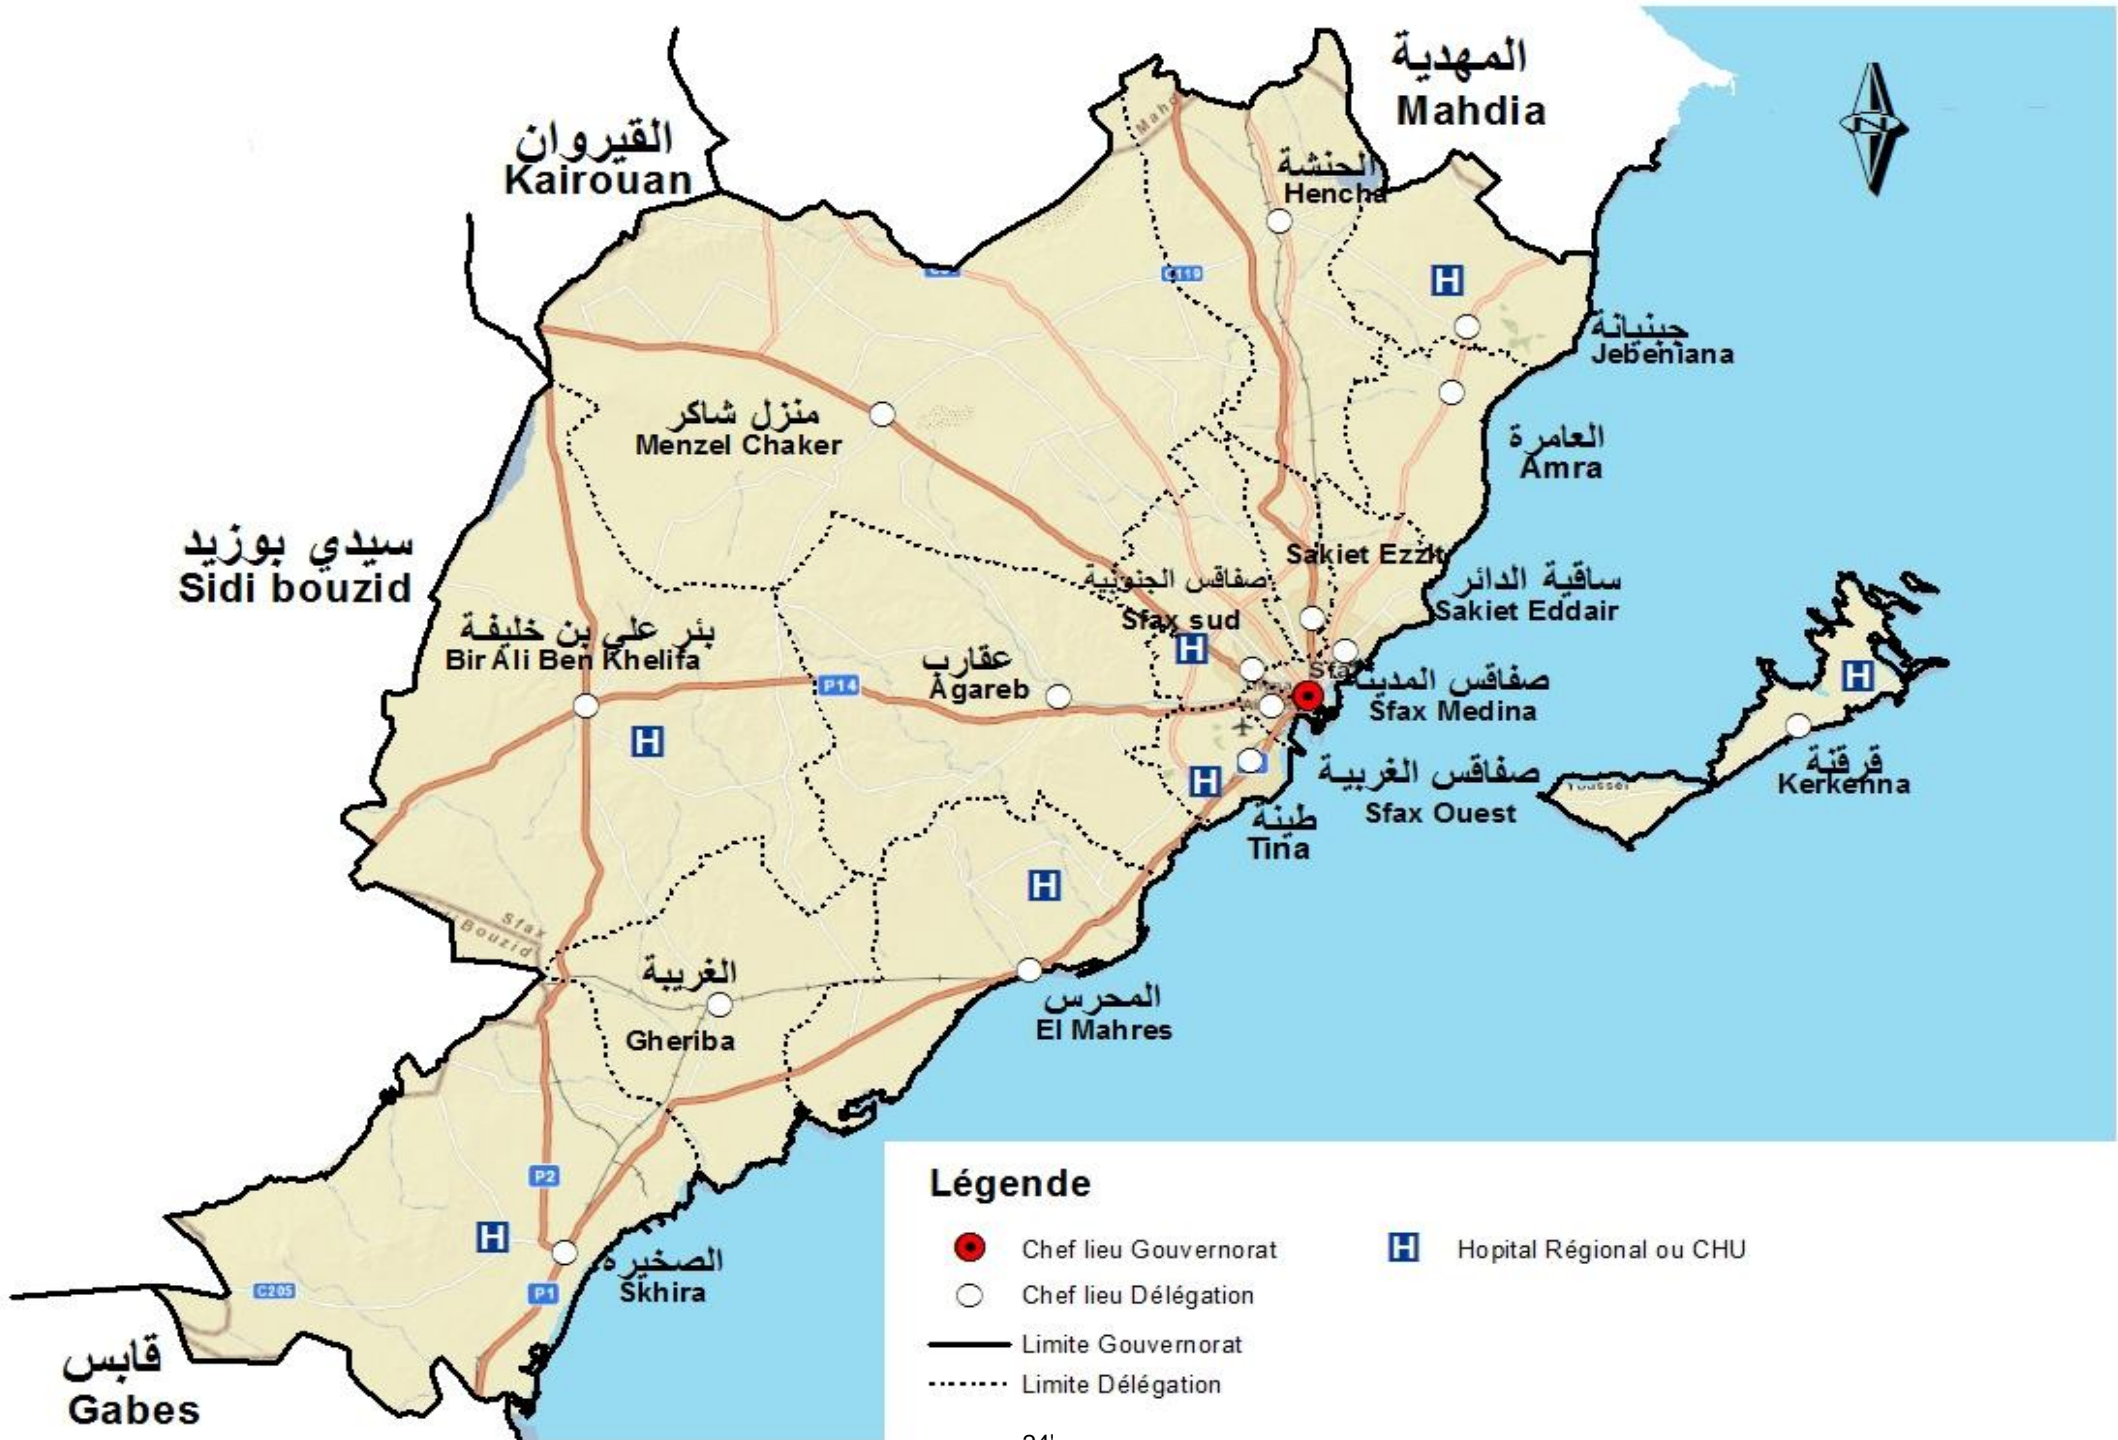 المهدية
Mahdia
القيروان
Kairouan
الحنشة
Hencha
C119
جبنيانة
Jebeniana
منزل شاكر
Menzel Chaker
العامرة
Amra
سيدي بوزيد
Sidi bouzid
Sakiet Ezzit
صفاقس الجنوبية
Sfax sud
ساقية الدائر
Sakiet Eddair
بئر علي بن خليفة
Bir Ali Ben Khelifa
P14
عقارب
Agareb
Sfax
صفاقس المدينة
Sfax Medina
صفاقس الغربية
Sfax Ouest
قرقنة
Kerkenna
طينة
Tina
Sfax
Bouzid
الغريبة
Gheriba
المحرس
El Mahres
P2
الصخيرة
Skhira
C205
P1
قابس
Gabes
N
H
H
H
H
H
H
H
Légende
Chef lieu Gouvernorat
H Hopital Régional ou CHU
Chef lieu Délégation
Limite Gouvernorat
Limite Délégation